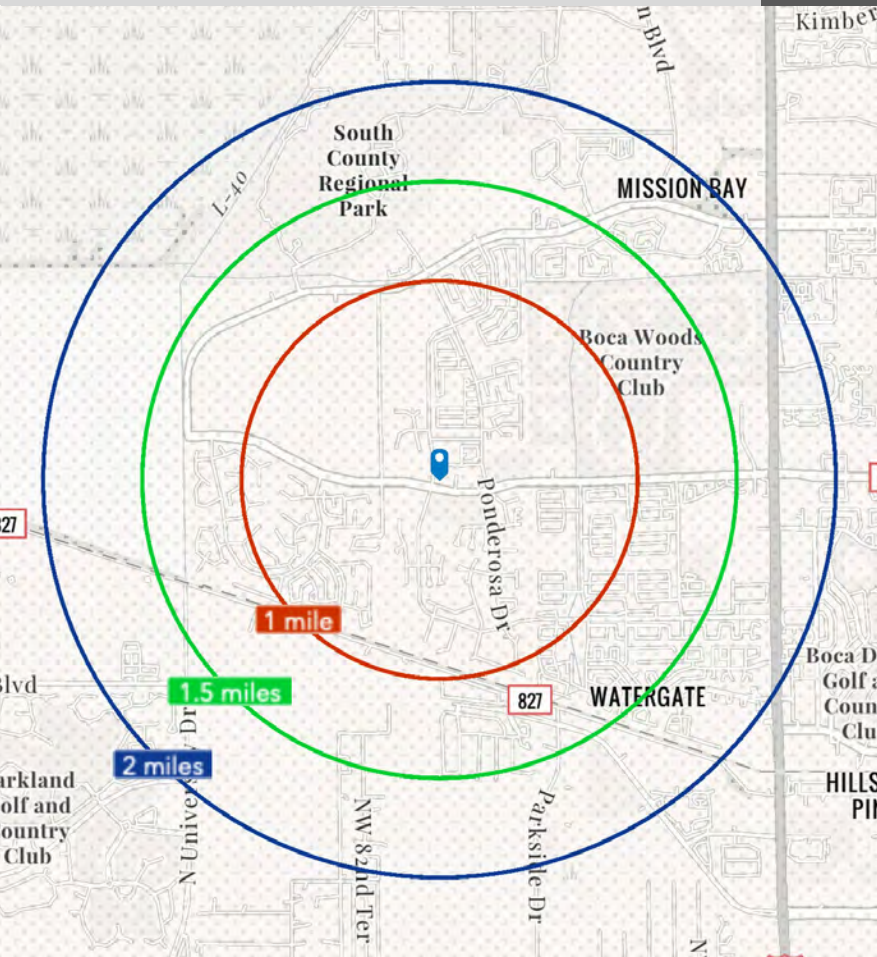 n Blvd
Kimber
South
County
Regional
Park
L-40
MISSION BAY
Boca Woods
Country
Club
827
Ponderosa Dr
1 mile
Blvd
1.5 miles
827
WATERGATE
Boca D
Golf a
Coun
Clu
2 miles
arkland
olf and
ountry
Club
N University Dr
NW 82nd Ter
Parkside Dr
HILLS
PIN
N